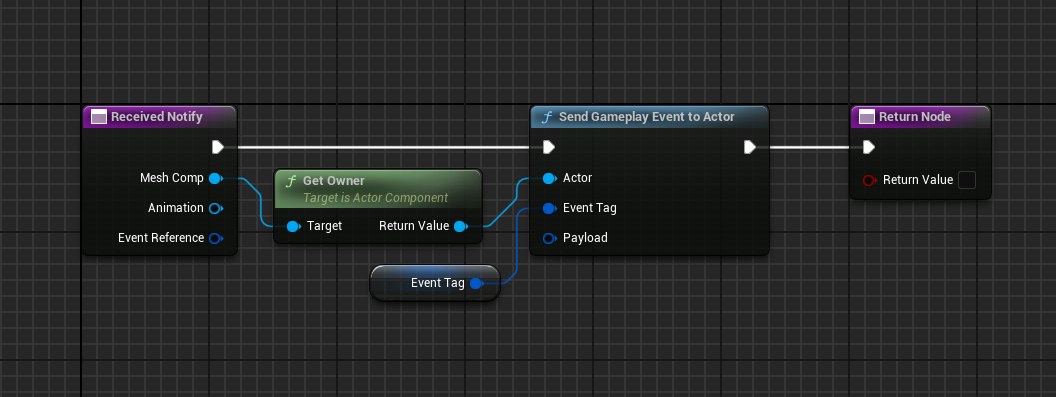 Received Notify
Mesh Comp
Animation
Event Reference
Get Owner
Target is Actor Component
Target
Return Value
Event Tag
Send Gameplay Event to Actor
Actor
Event Tag
Payload
Return Node
Return Value